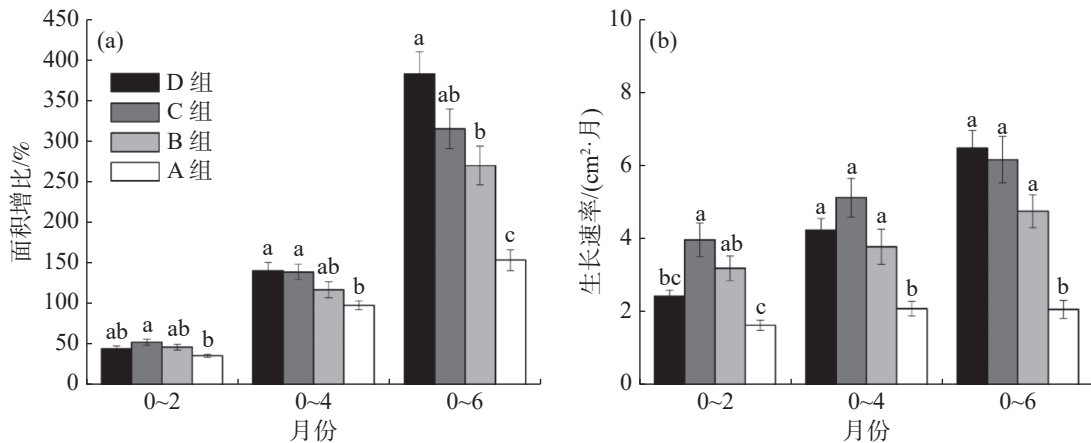 (a)
面积增比/%
450
400
350
300
250
200
150
100
50
0
D 组
C 组
B 组
A 组
ab a ab b
a a ab b
a ab b c
0~2 0~4 0~6
月份
(b)
生长速率/(cm²·月)
10
8
6
4
2
0
bc a ab c
a a a b
a a a b
0~2 0~4 0~6
月份